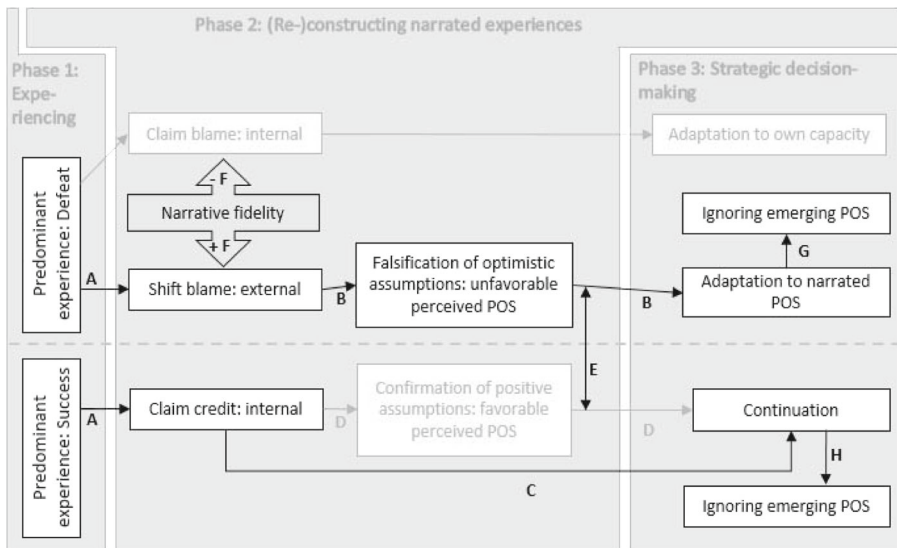 Phase 2: (Re-)constructing narrated experiences
Phase 1:
Expe-
riencing
Phase 3: Strategic decision-
making
Claim blame: internal
Adaptation to own capacity
Predominant
experience: Defeat
- F
Narrative fidelity
+ F
Ignoring emerging POS
G
A
Shift blame: external
B
Falsification of optimistic
assumptions: unfavorable
perceived POS
B
Adaptation to narrated
POS
E
Predominant
experience: Success
A
Claim credit: internal
D
Confirmation of positive
assumptions: favorable
perceived POS
D
Continuation
H
C
Ignoring emerging POS